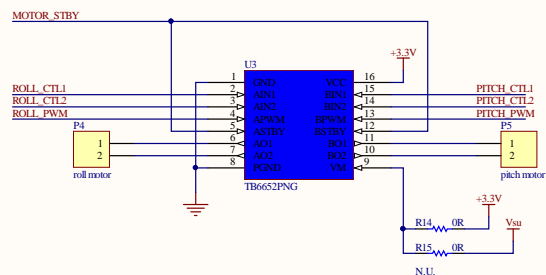 MOTOR_STBY
U3
+3.3V
1 GND VCC 16
ROLL_CTL1 2 AIN1 BIN1 15 PITCH_CTL1
ROLL_CTL2 3 AIN2 BIN2 14 PITCH_CTL2
ROLL_PWM 4 APWM BPWM 13 PITCH_PWM
P4 5 ASTBY BSTBY 12 P5
1 6 AO1 BO1 11 1
2 7 AO2 BO2 10 2
8 PGND VM 9
roll motor
pitch motor
TB6652PNG
+3.3V
R14 0R
Vsu
R15 0R
N.U.